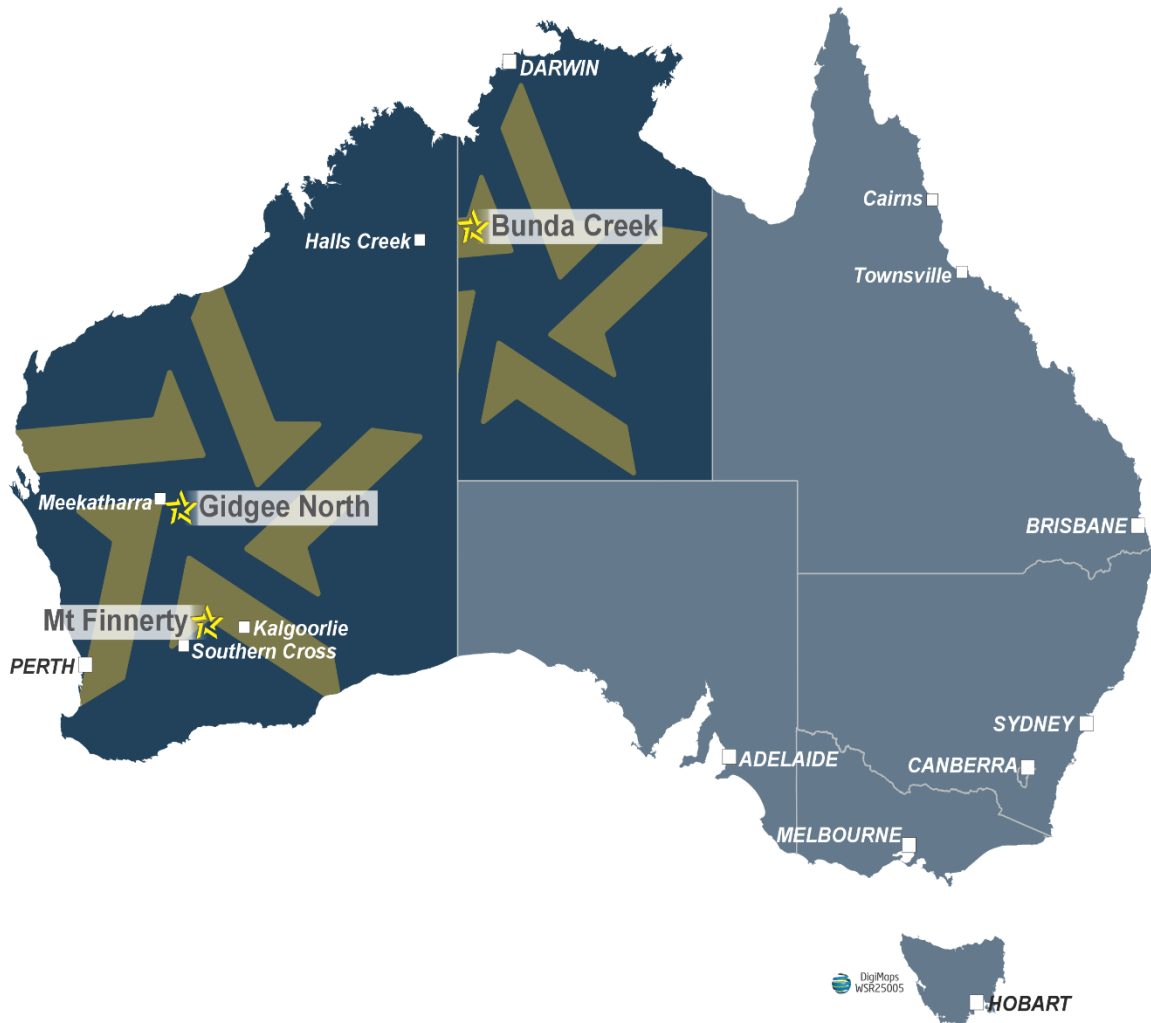 DARWIN
Cairns
Bunda Creek
Halls Creek
Townsville
Meekatharra
Gidgee North
BRISBANE
Mt Finnerty
Kalgoorlie
Southern Cross
PERTH
SYDNEY
ADELAIDE
CANBERRA
MELBOURNE
DigiMaps
WSR25005
HOBART